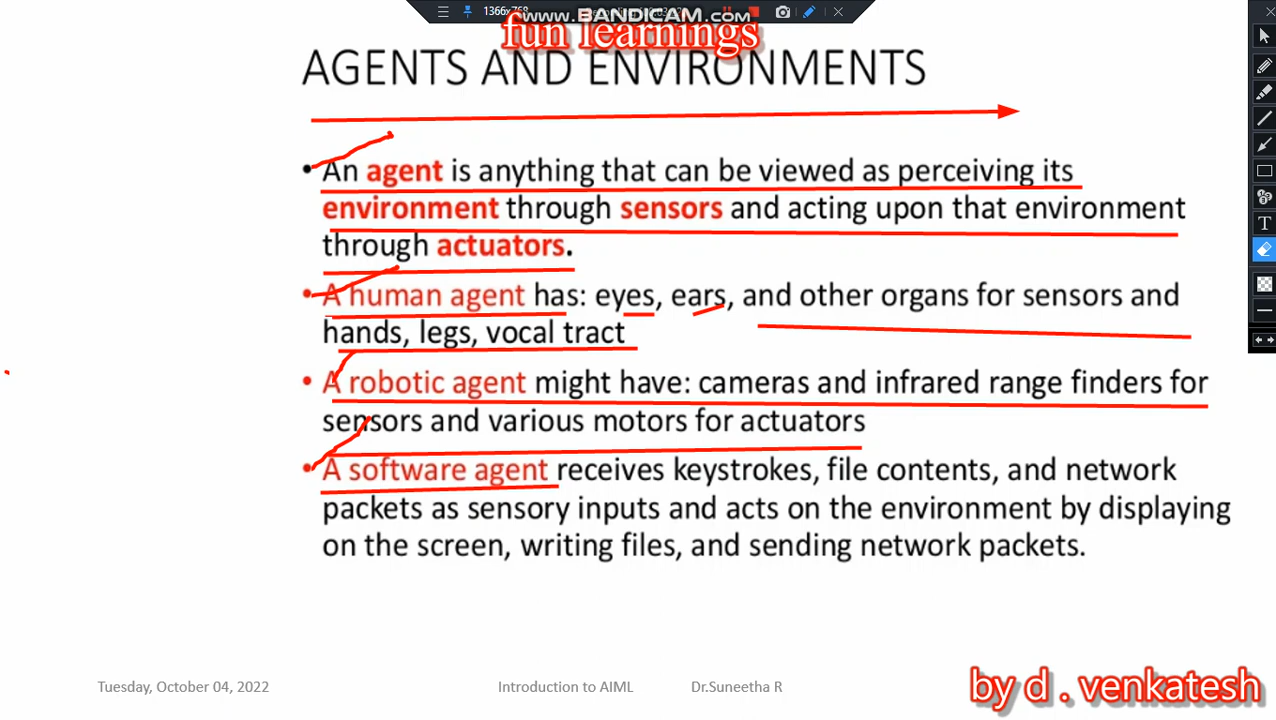 1366x768
www.BANDICAM.com
fun learnings
AGENTS AND ENVIRONMENTS
• An agent is anything that can be viewed as perceiving its
environment through sensors and acting upon that environment
through actuators.
• A human agent has: eyes, ears, and other organs for sensors and
hands, legs, vocal tract
• A robotic agent might have: cameras and infrared range finders for
sensors and various motors for actuators
• A software agent receives keystrokes, file contents, and network
packets as sensory inputs and acts on the environment by displaying
on the screen, writing files, and sending network packets.
T
Tuesday, October 04, 2022 Introduction to AIML Dr.Suneetha R
by d . venkatesh